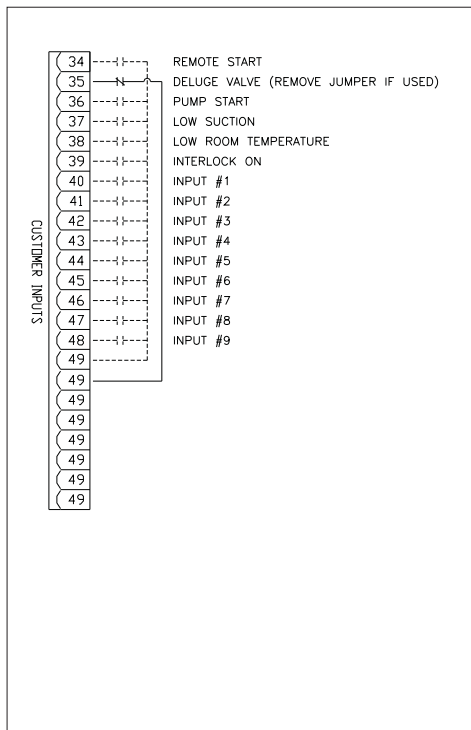 34 REMOTE START
35 DELUGE VALVE (REMOVE JUMPER IF USED)
36 PUMP START
37 LOW SUCTION
38 LOW ROOM TEMPERATURE
39 INTERLOCK ON
40 INPUT #1
41 INPUT #2
42 INPUT #3
43 INPUT #4
44 INPUT #5
45 INPUT #6
46 INPUT #7
47 INPUT #8
48 INPUT #9
49
49
49
49
49
49
49
49
CUSTOMER INPUTS